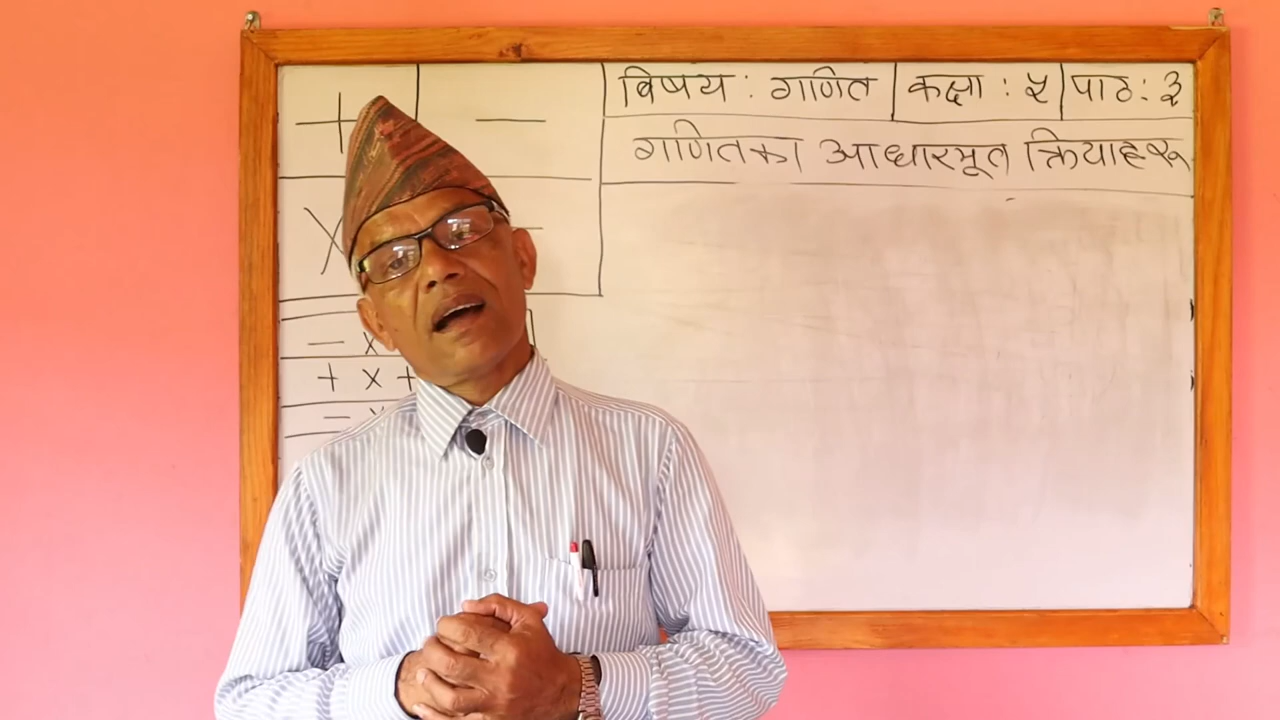 + —
विषय : गणित कक्षा : ५ पाठ : ३
गणितका आधारभूत क्रियाहरू
×
— ×
+ × +
— ×